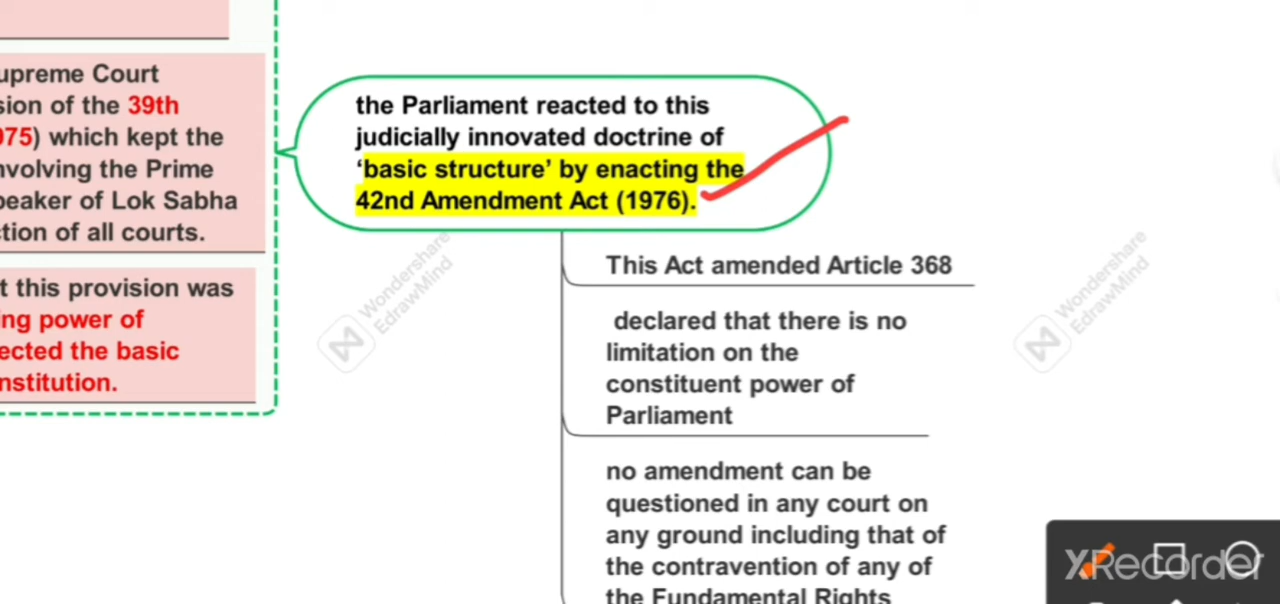 upreme Court
sion of the 39th
975) which kept the
nvolving the Prime
peaker of Lok Sabha
ction of all courts.
t this provision was
ing power of
ected the basic
nstitution.
the Parliament reacted to this
judicially innovated doctrine of
‘basic structure’ by enacting the
42nd Amendment Act (1976).
This Act amended Article 368
declared that there is no
limitation on the
constituent power of
Parliament
no amendment can be
questioned in any court on
any ground including that of
the contravention of any of
the Fundamental Rights
Wondershare
EdrawMind
Wondershare
EdrawMind
XRecorder